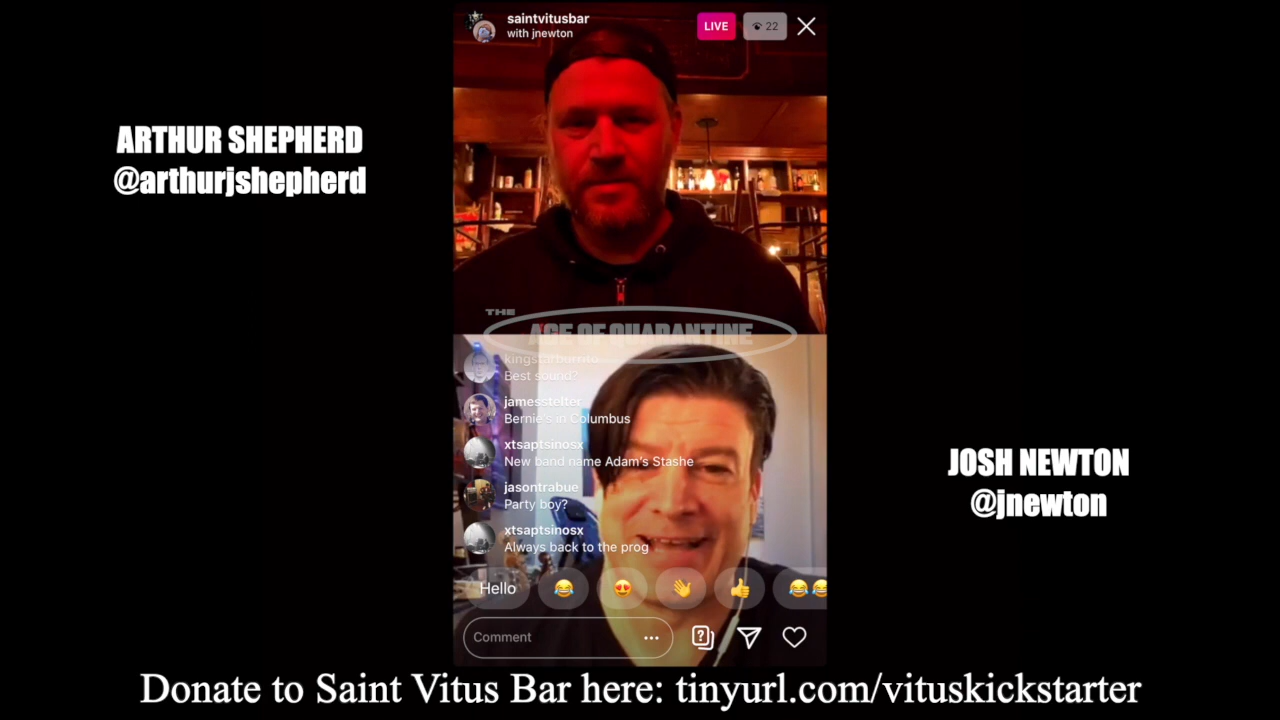 saintvitusbar
with jnewton
LIVE
22
ARTHUR SHEPHERD
@arthurjshepherd
THE
AGE OF QUARANTINE
Best sound?
jamesstelter
Bernie's in Columbus
xtsaptsinosx
New band name Adam's Stashe
jasontrabue
Party boy?
xtsaptsinosx
Always back to the prog
JOSH NEWTON
@jnewton
Hello
Comment
Donate to Saint Vitus Bar here: tinyurl.com/vituskickstarter